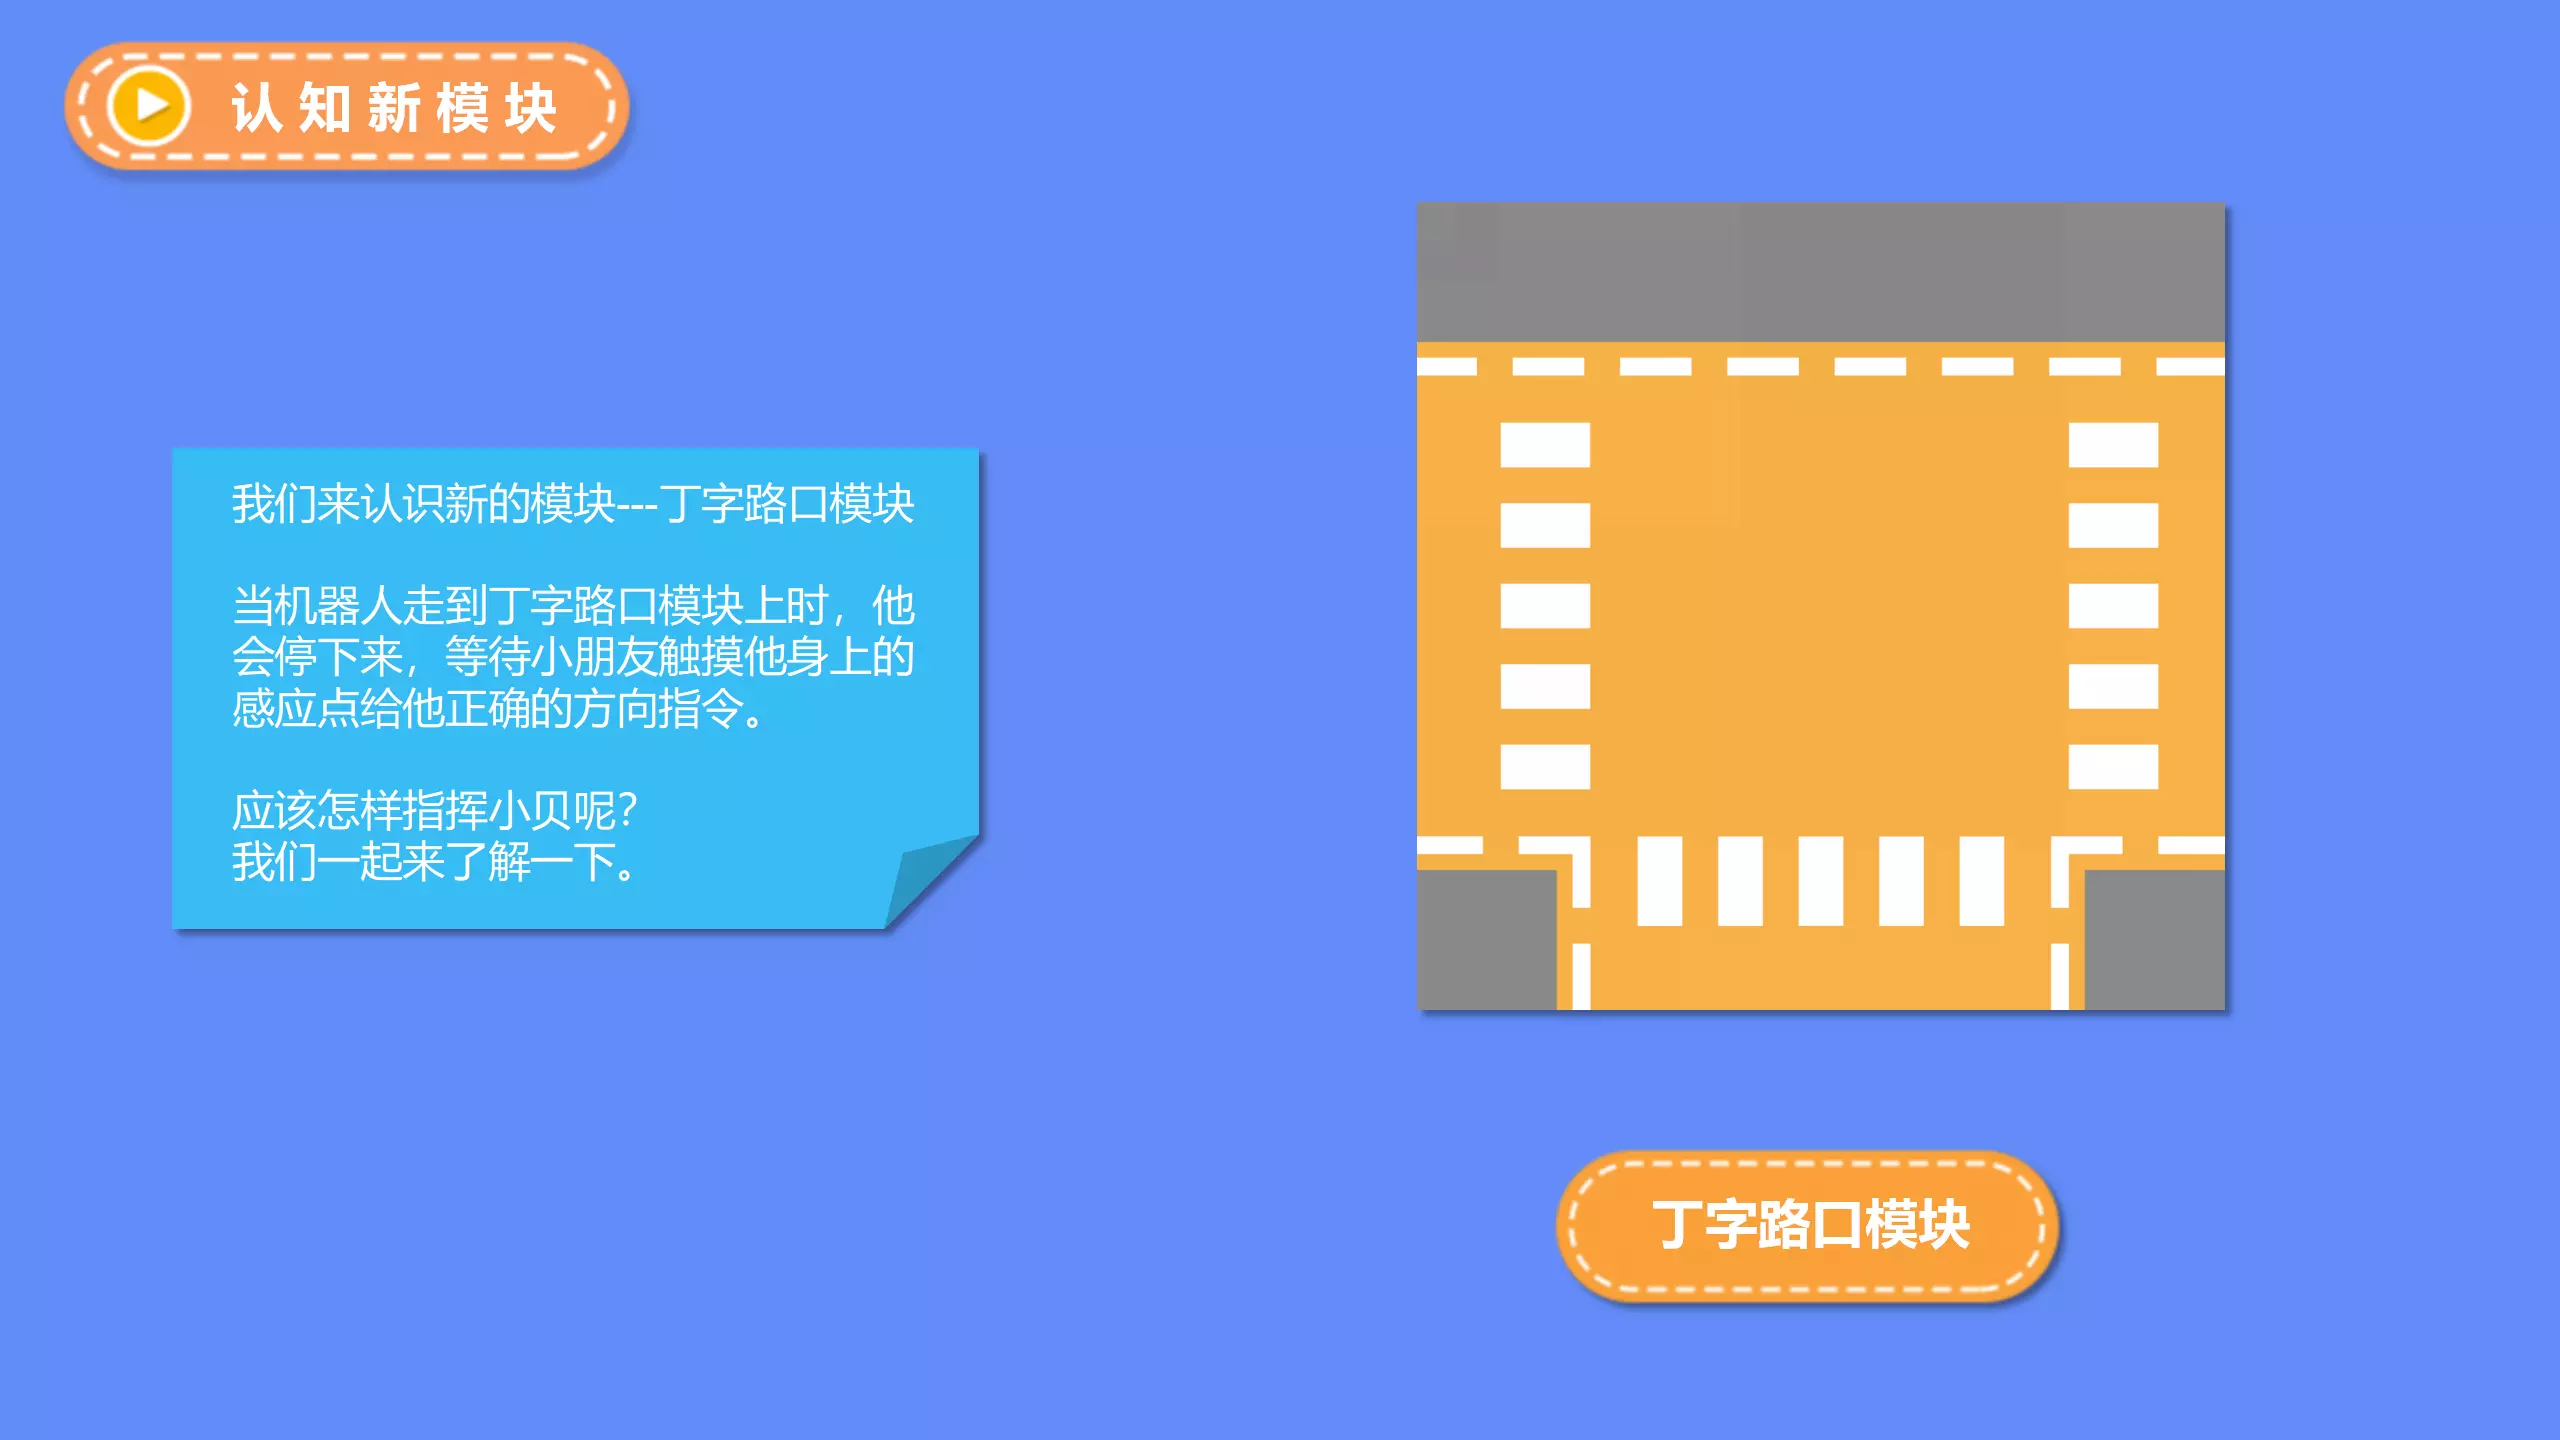 认知新模块
我们来认识新的模块---丁字路口模块
当机器人走到丁字路口模块上时，他
会停下来，等待小朋友触摸他身上的
感应点给他正确的方向指令。
应该怎样指挥小贝呢？
我们一起来了解一下。
丁字路口模块